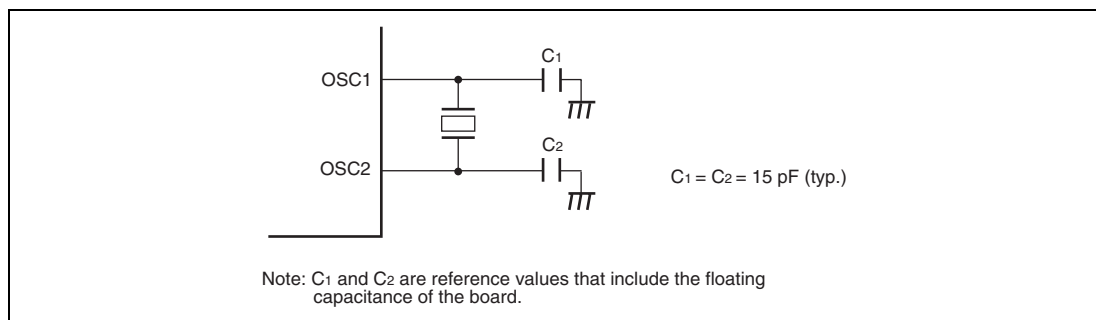 C1
OSC1
C2
OSC2
C1 = C2 = 15 pF (typ.)
Note: C1 and C2 are reference values that include the floating
capacitance of the board.